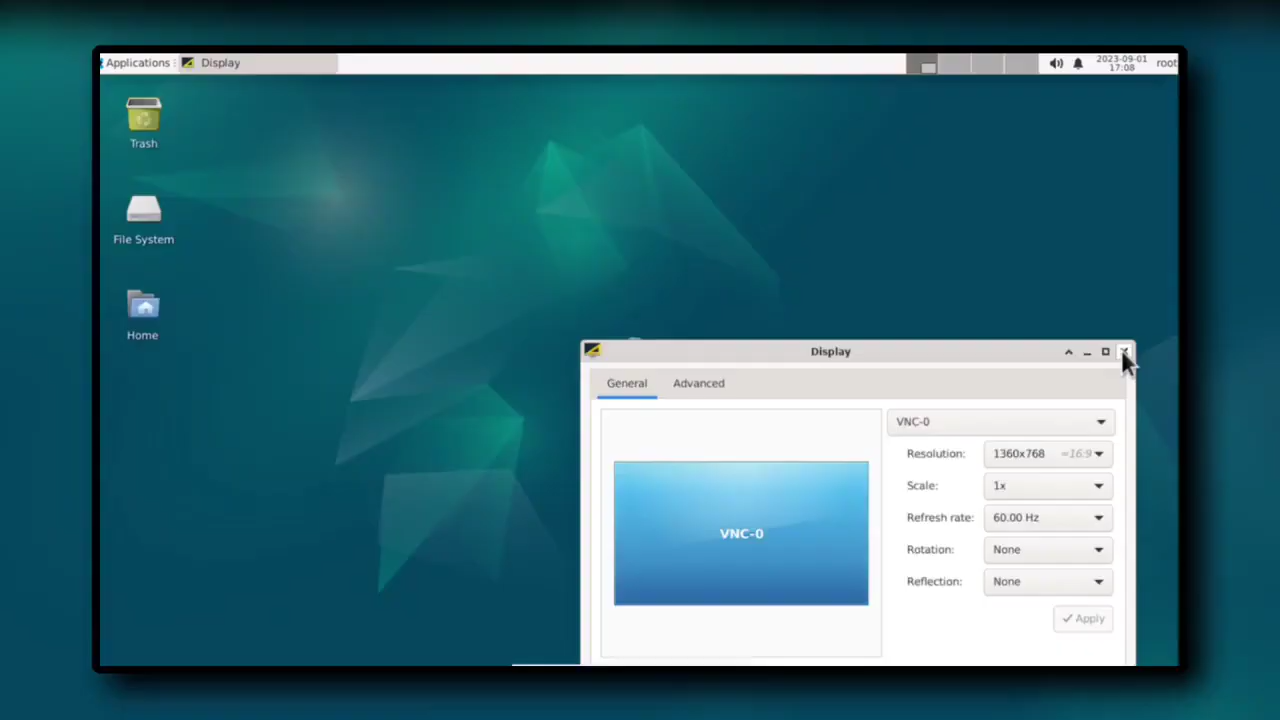 Applications
Display
2023-09-01
17:08
root
Trash
File System
Home
Display
General
Advanced
VNC-0
VNC-0
Resolution:
1360x768
≈16:9
Scale:
1x
Refresh rate:
60.00 Hz
Rotation:
None
Reflection:
None
Apply